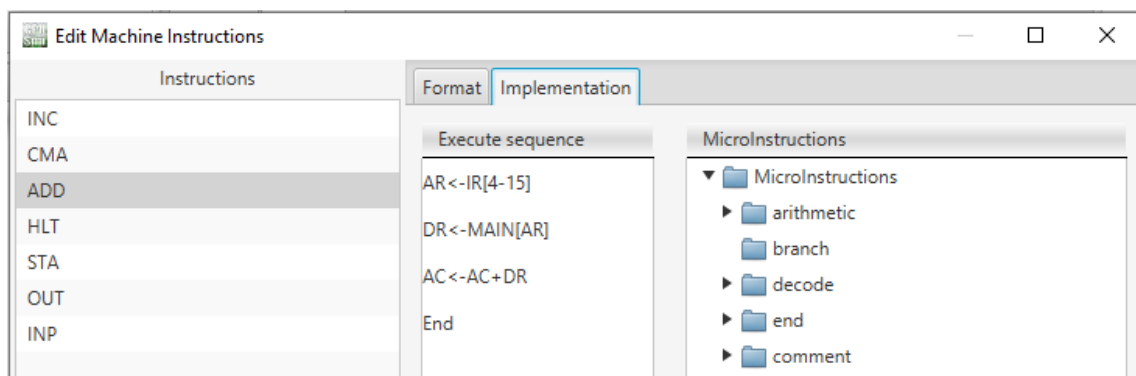 Edit Machine Instructions
Instructions
INC
CMA
ADD
HLT
STA
OUT
INP
Format Implementation
Execute sequence
AR<-IR[4-15]
DR<-MAIN[AR]
AC<-AC+DR
End
MicroInstructions
MicroInstructions
arithmetic
branch
decode
end
comment